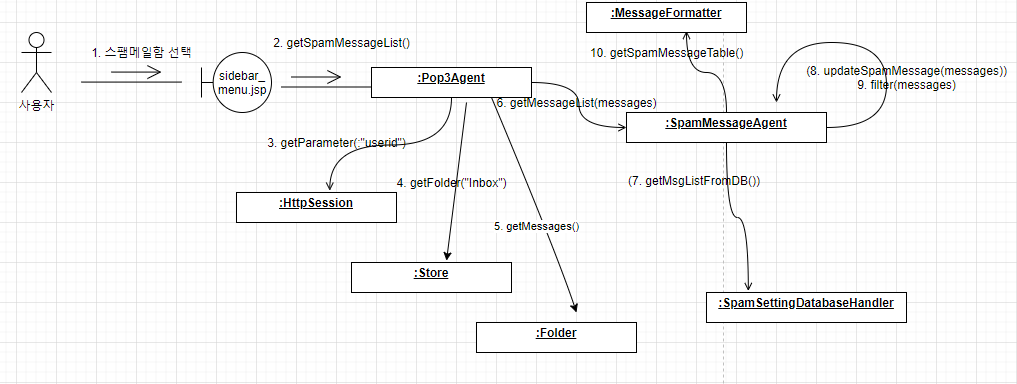 :MessageFormatter
1. 스팸메일함 선택
2. getSpamMessageList()
10. getSpamMessageTable()
(8. updateSpamMessage(messages))
9. filter(messages)
sidebar_
menu.jsp
:Pop3Agent
사용자
6. getMessageList(messages)
:SpamMessageAgent
3. getParameter(:"userid")
4. getFolder("Inbox")
(7. getMsgListFromDB())
:HttpSession
5. getMessages()
:Store
:SpamSettingDatabaseHandler
:Folder